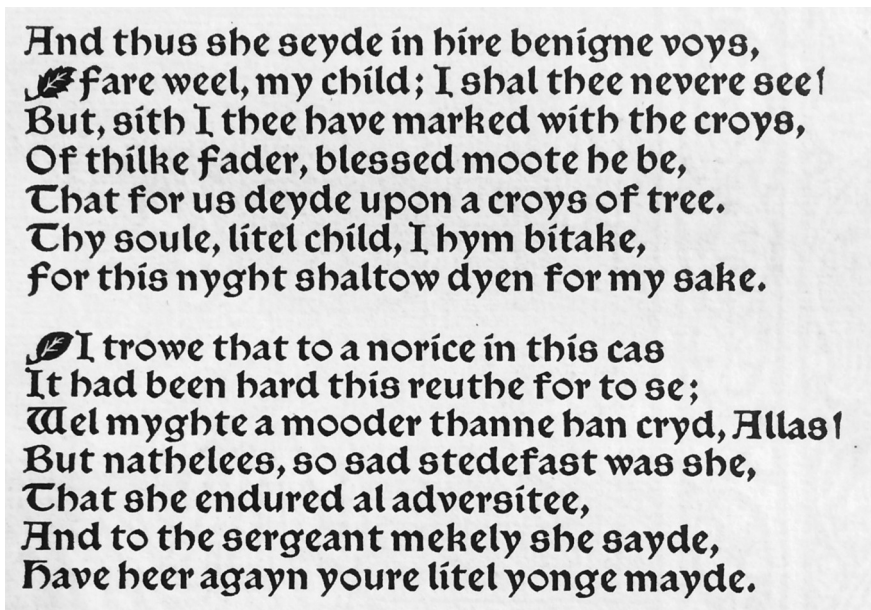 And thus she seyde in hire benigne voys,
Fare weel, my child; I shal thee nevere see!
But, sith I thee have marked with the croys,
Of thilke Fader, blessed moote he be,
That for us deyde upon a croys of tree.
Thy soule, litel child, I hym bitake,
For this nyght shaltow dyen for my sake.

I trowe that to a norice in this cas
It had been hard this reuthe for to se;
Wel myghte a mooder thanne han cryd, Allas!
But nathelees, so sad stedefast was she,
That she endured al adversitee,
And to the sergeant mekely she sayde,
Have heer agayn youre litel yonge mayde.